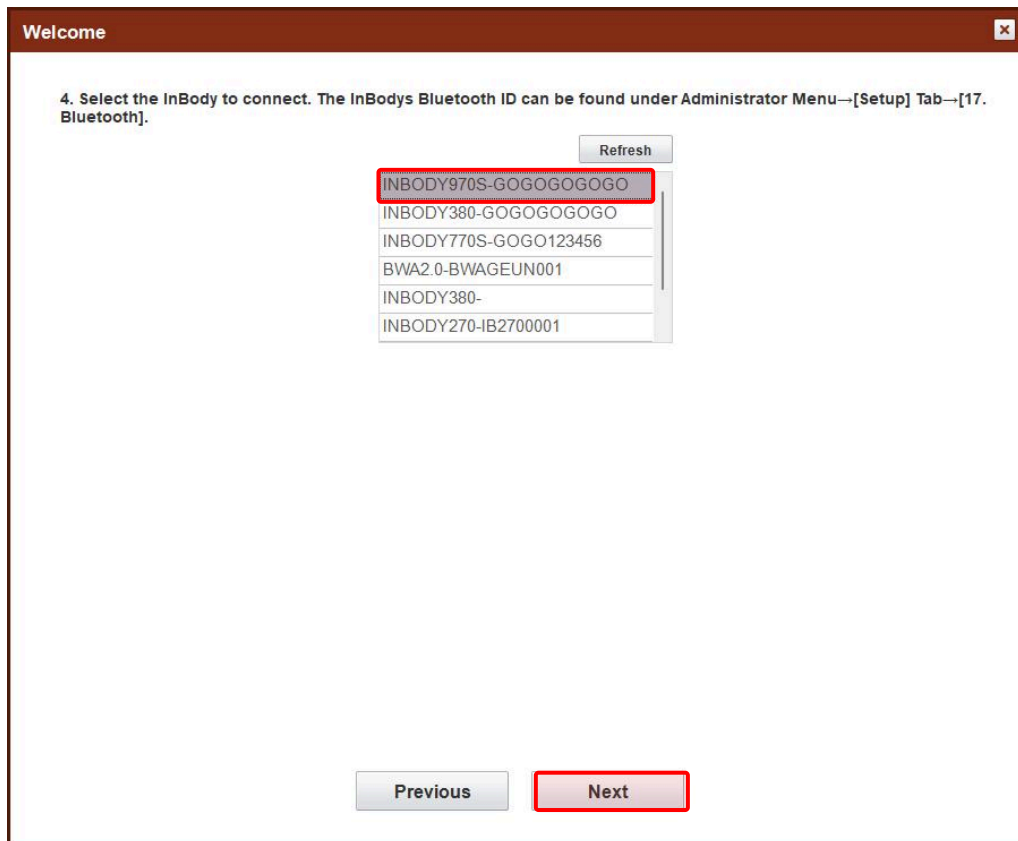 Welcome
4. Select the InBody to connect. The InBodys Bluetooth ID can be found under Administrator Menu→[Setup] Tab→[17.
Bluetooth].
Refresh
INBODY970S-GOGOGOGOGO
INBODY380-GOGOGOGOGO
INBODY770S-GOGO123456
BWA2.0-BWAGEUN001
INBODY380-
INBODY270-IB2700001
Previous
Next